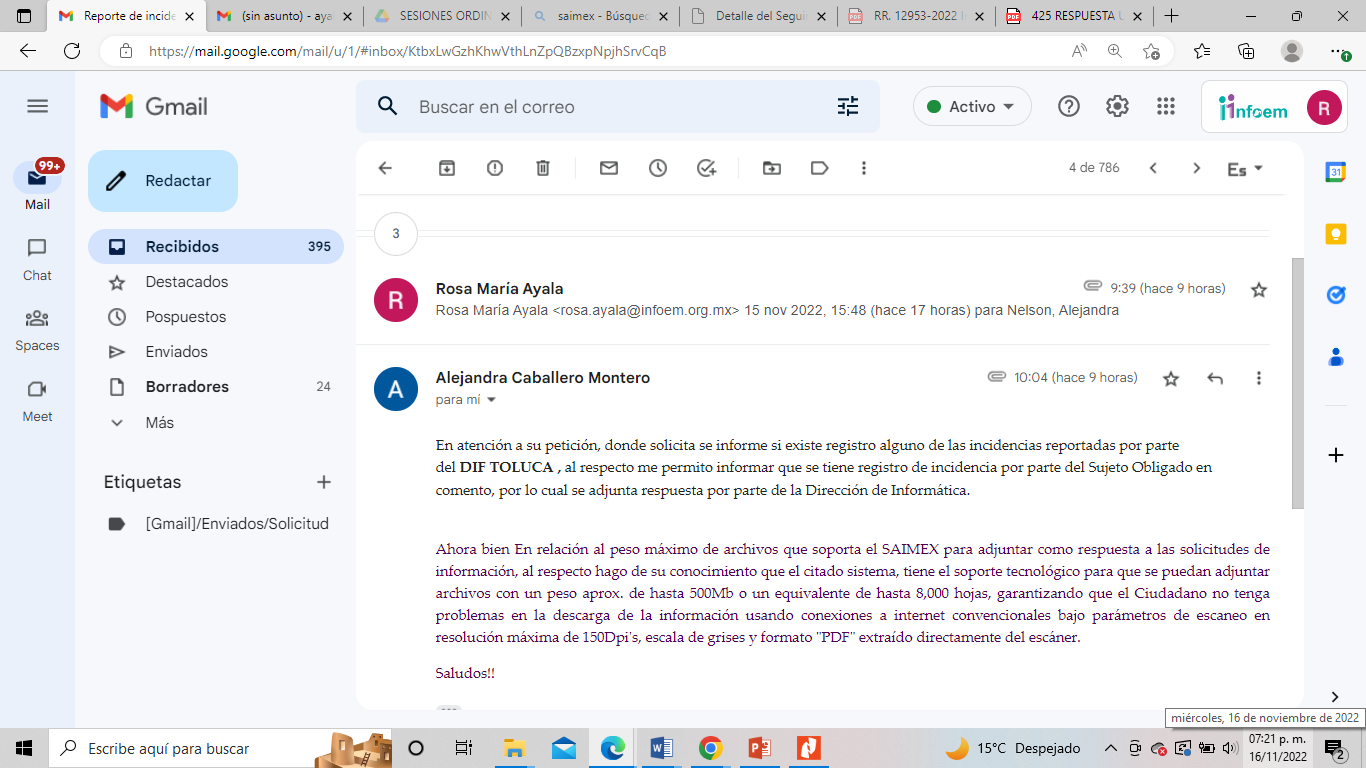 Reporte de incide
(sin asunto) - aya
SESIONES ORDIN
saimex - Búsqued
Detalle del Segui
RR. 12953-2022 I
425 RESPUESTA U
https://mail.google.com/mail/u/1/#inbox/KtbxLwGzhKhwVthLnZpQBzxpNpjhSrvCqB
Gmail
Buscar en el correo
Activo
infoem
R
99+
Mail
Chat
Spaces
Meet
Redactar
Recibidos 395
Destacados
Pospuestos
Enviados
Borradores 24
Más
Etiquetas
[Gmail]/Enviados/Solicitud
4 de 786
Es
3
R
Rosa María Ayala
9:39 (hace 9 horas)
Rosa María Ayala <rosa.ayala@infoem.org.mx> 15 nov 2022, 15:48 (hace 17 horas) para Nelson, Alejandra
A
Alejandra Caballero Montero
10:04 (hace 9 horas)
para mí
En atención a su petición, donde solicita se informe si existe registro alguno de las incidencias reportadas por parte
del DIF TOLUCA , al respecto me permito informar que se tiene registro de incidencia por parte del Sujeto Obligado en
comento, por lo cual se adjunta respuesta por parte de la Dirección de Informática.
Ahora bien En relación al peso máximo de archivos que soporta el SAIMEX para adjuntar como respuesta a las solicitudes de
información, al respecto hago de su conocimiento que el citado sistema, tiene el soporte tecnológico para que se puedan adjuntar
archivos con un peso aprox. de hasta 500Mb o un equivalente de hasta 8,000 hojas, garantizando que el Ciudadano no tenga
problemas en la descarga de la información usando conexiones a internet convencionales bajo parámetros de escaneo en
resolución máxima de 150Dpi's, escala de grises y formato "PDF" extraído directamente del escáner.
Saludos!!
31
miércoles, 16 de noviembre de 2022
Escribe aquí para buscar
15°C Despejado
07:21 p. m.
16/11/2022
2